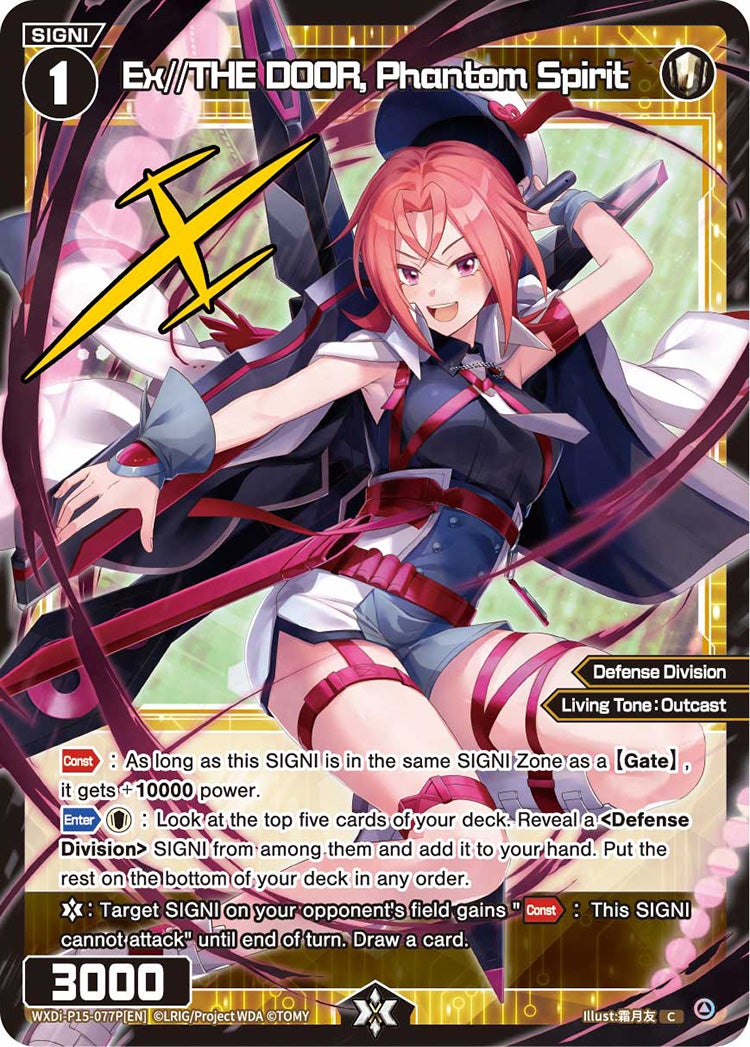 SIGNI
1
Ex//THE DOOR, Phantom Spirit
Defense Division
Living Tone:Outcast
Const : As long as this SIGNI is in the same SIGNI Zone as a 【Gate】,
it gets +10000 power.
Enter : Look at the top five cards of your deck. Reveal a <Defense
Division> SIGNI from among them and add it to your hand. Put the
rest on the bottom of your deck in any order.
: Target SIGNI on your opponent's field gains " Const : This SIGNI
cannot attack" until end of turn. Draw a card.
3000
WXDi-P15-077P[EN] ©LRIG/Project WDA ©TOMY
Illust:霜月友 C